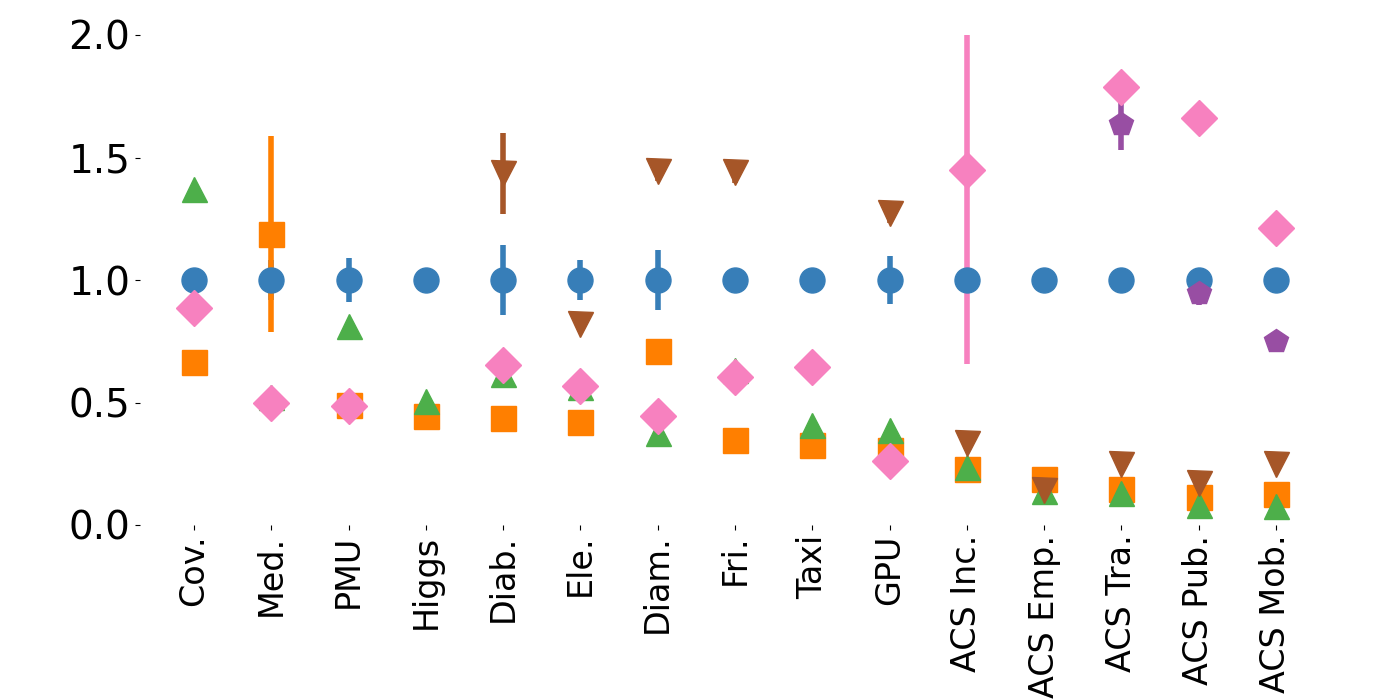 2.0
1.5
1.0
0.5
0.0
Cov.
Med.
PMU
Higgs
Diab.
Ele.
Diam.
Fri.
Taxi
GPU
ACS Inc.
ACS Emp.
ACS Tra.
ACS Pub.
ACS Mob.